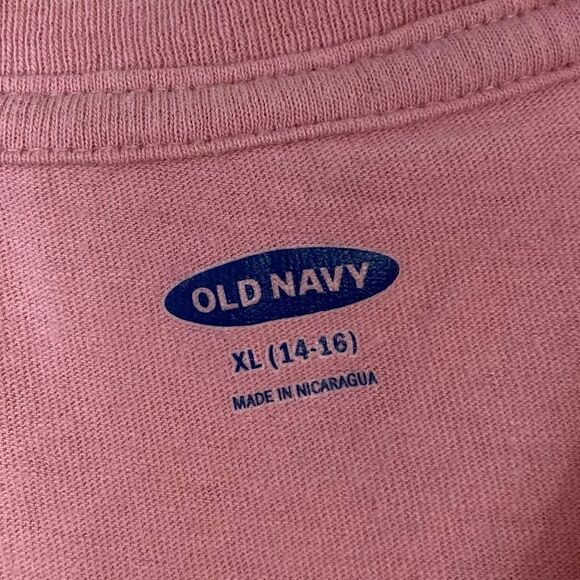 OLD NAVY
XL (14-16)
MADE IN NICARAGUA